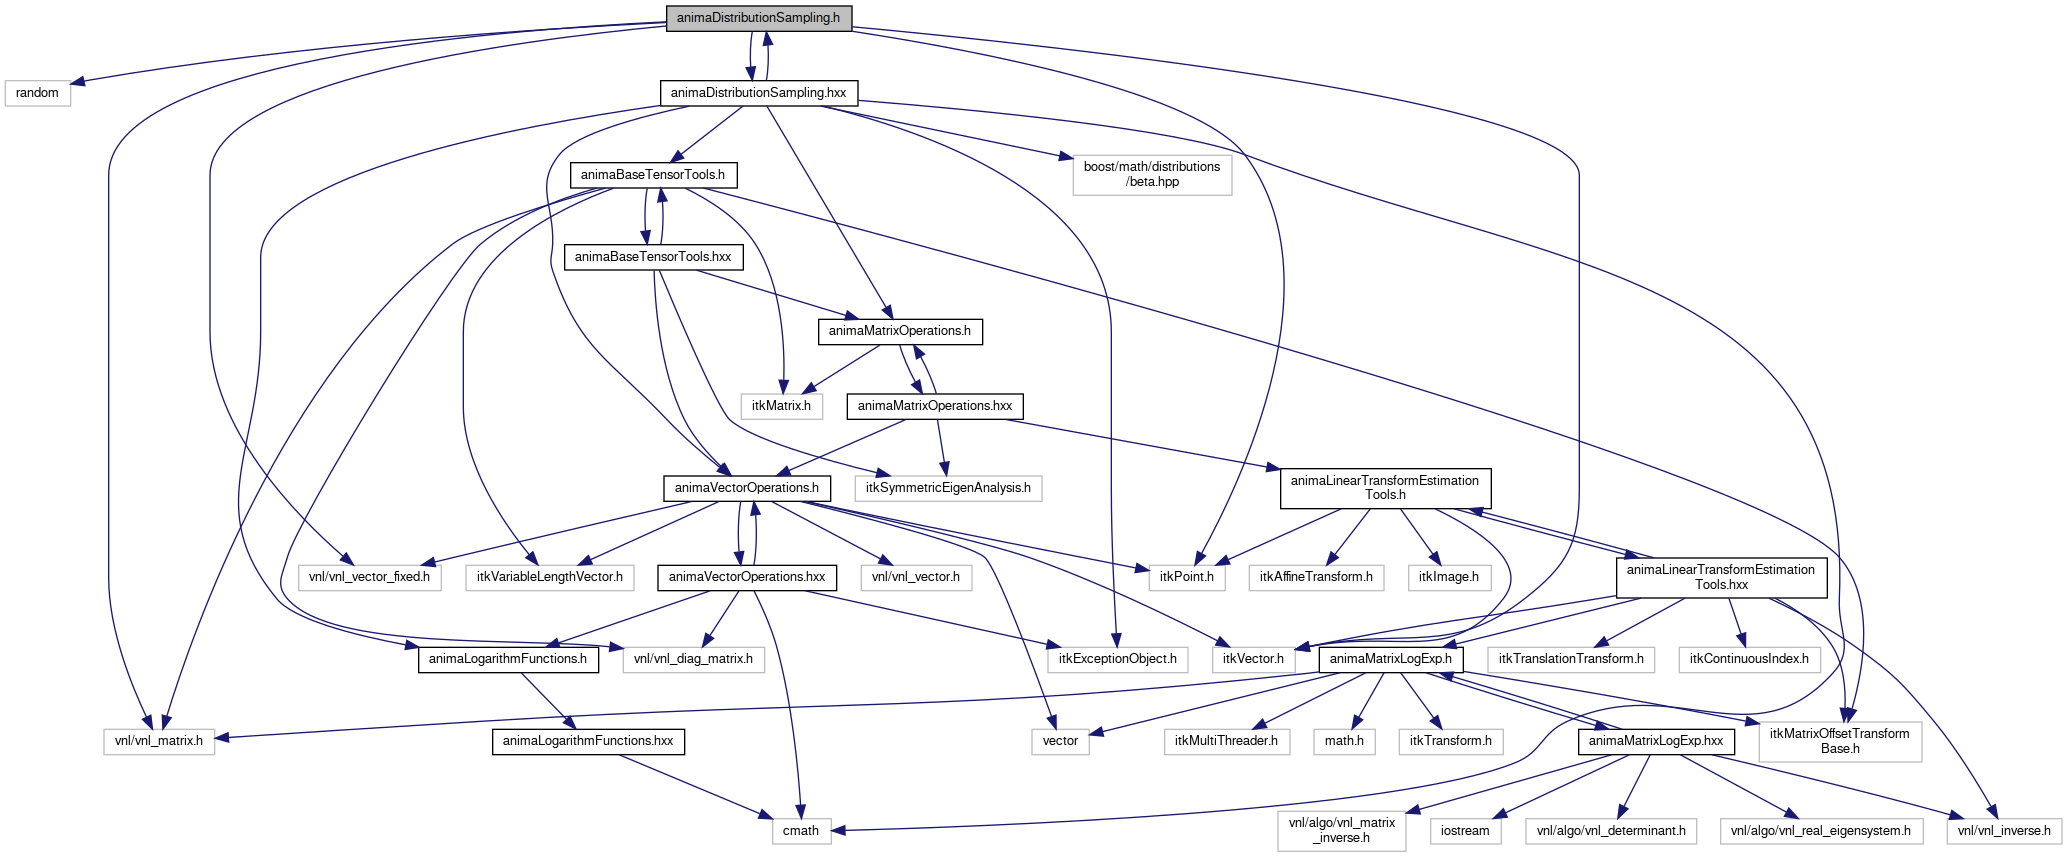 animaDistributionSampling.h
random
animaDistributionSampling.hxx
boost/math/distributions
/beta.hpp
animaBaseTensorTools.h
animaBaseTensorTools.hxx
animaMatrixOperations.h
itkMatrix.h
animaMatrixOperations.hxx
animaVectorOperations.h
itkSymmetricEigenAnalysis.h
animaLinearTransformEstimation
Tools.h
vnl/vnl_vector_fixed.h
itkVariableLengthVector.h
animaVectorOperations.hxx
vnl/vnl_vector.h
itkPoint.h
itkAffineTransform.h
itkImage.h
animaLinearTransformEstimation
Tools.hxx
animaLogarithmFunctions.h
vnl/vnl_diag_matrix.h
itkExceptionObject.h
itkVector.h
animaMatrixLogExp.h
itkTranslationTransform.h
itkContinuousIndex.h
vnl/vnl_matrix.h
animaLogarithmFunctions.hxx
vector
itkMultiThreader.h
math.h
itkTransform.h
animaMatrixLogExp.hxx
itkMatrixOffsetTransform
Base.h
cmath
vnl/algo/vnl_matrix
_inverse.h
iostream
vnl/algo/vnl_determinant.h
vnl/algo/vnl_real_eigensystem.h
vnl/vnl_inverse.h